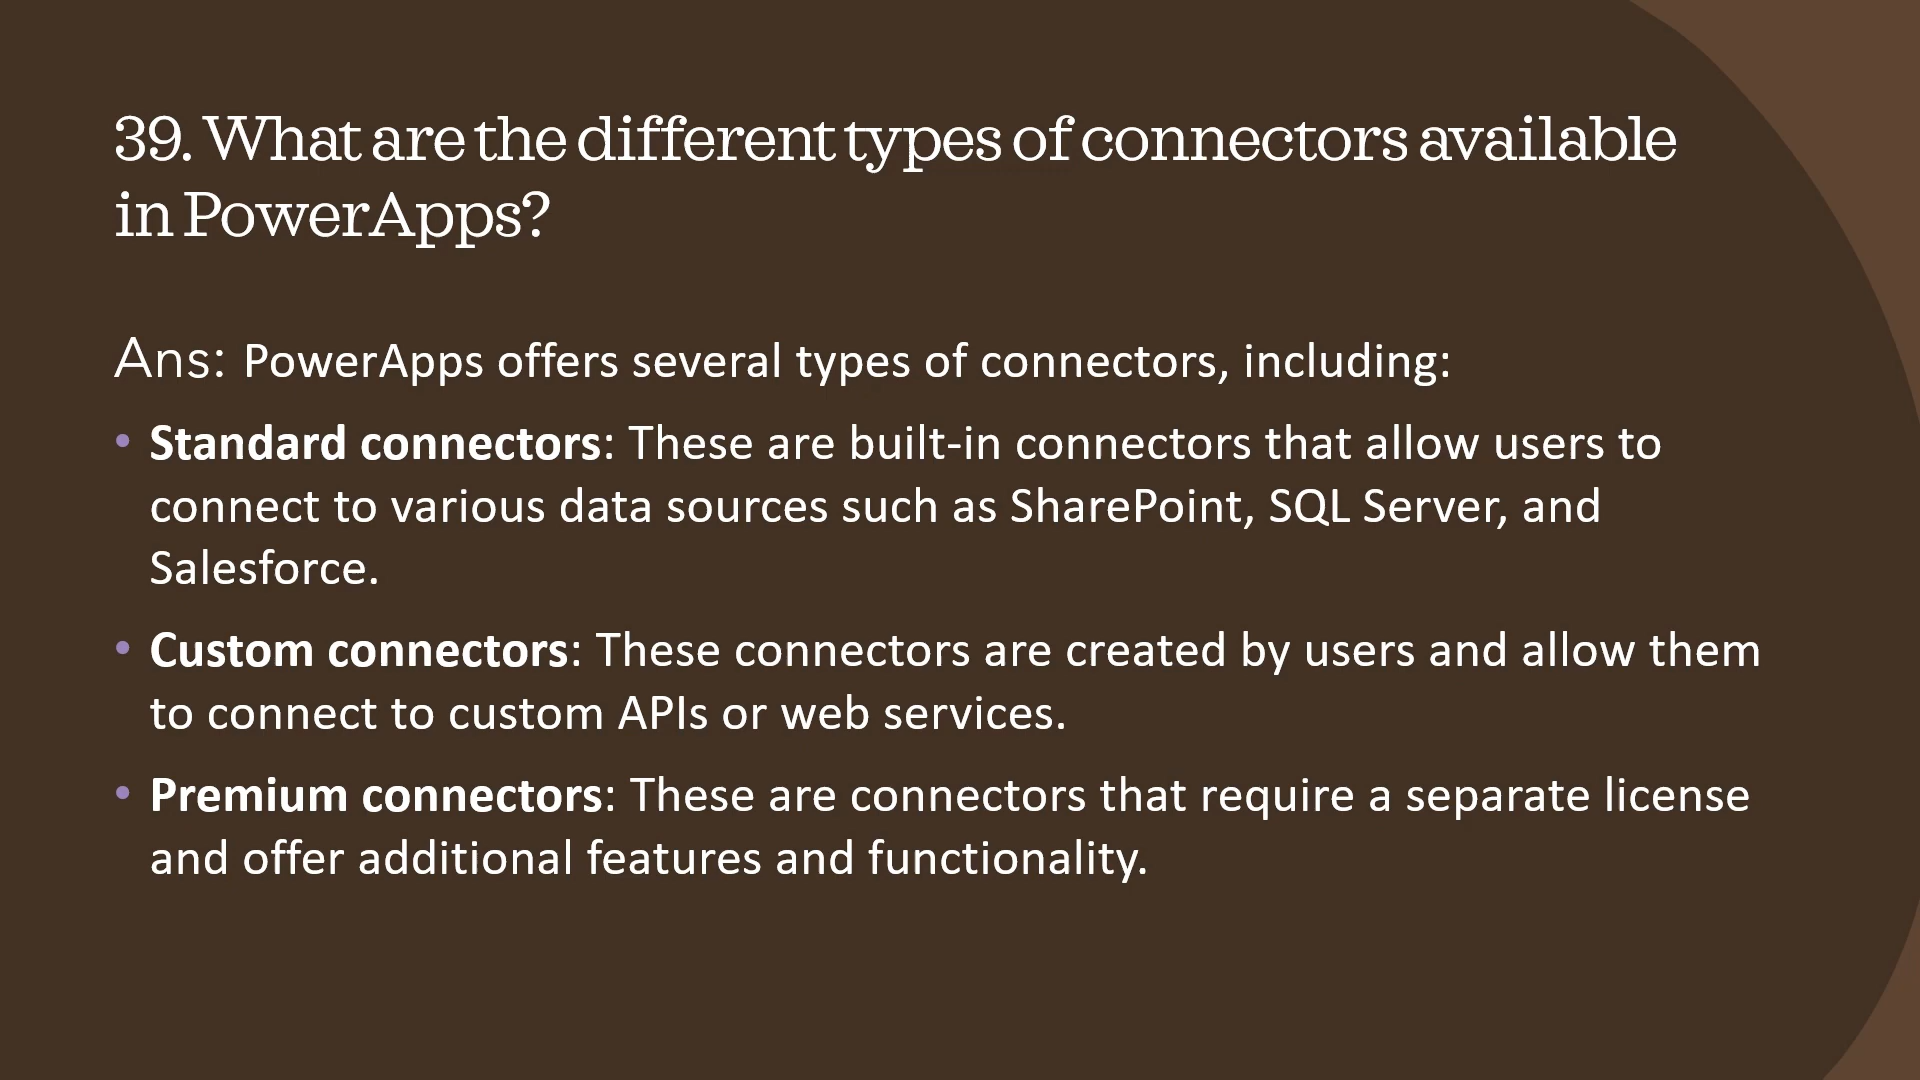 39. What are the different types of connectors available
in PowerApps?
Ans: PowerApps offers several types of connectors, including:
• Standard connectors: These are built-in connectors that allow users to
connect to various data sources such as SharePoint, SQL Server, and
Salesforce.
• Custom connectors: These connectors are created by users and allow them
to connect to custom APIs or web services.
• Premium connectors: These are connectors that require a separate license
and offer additional features and functionality.